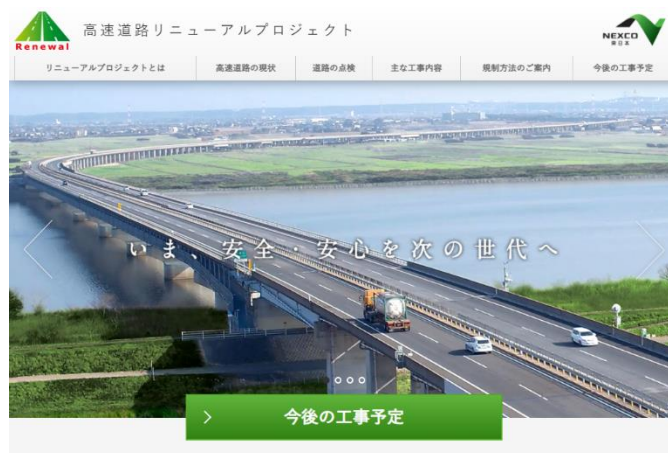 Renewal
高速道路リニューアルプロジェクト
NEXCO
東日本
リニューアルプロジェクトとは
高速道路の現状
道路の点検
主な工事内容
規制方法のご案内
今後の工事予定
いま、安全・安心を次の世代へ
今後の工事予定